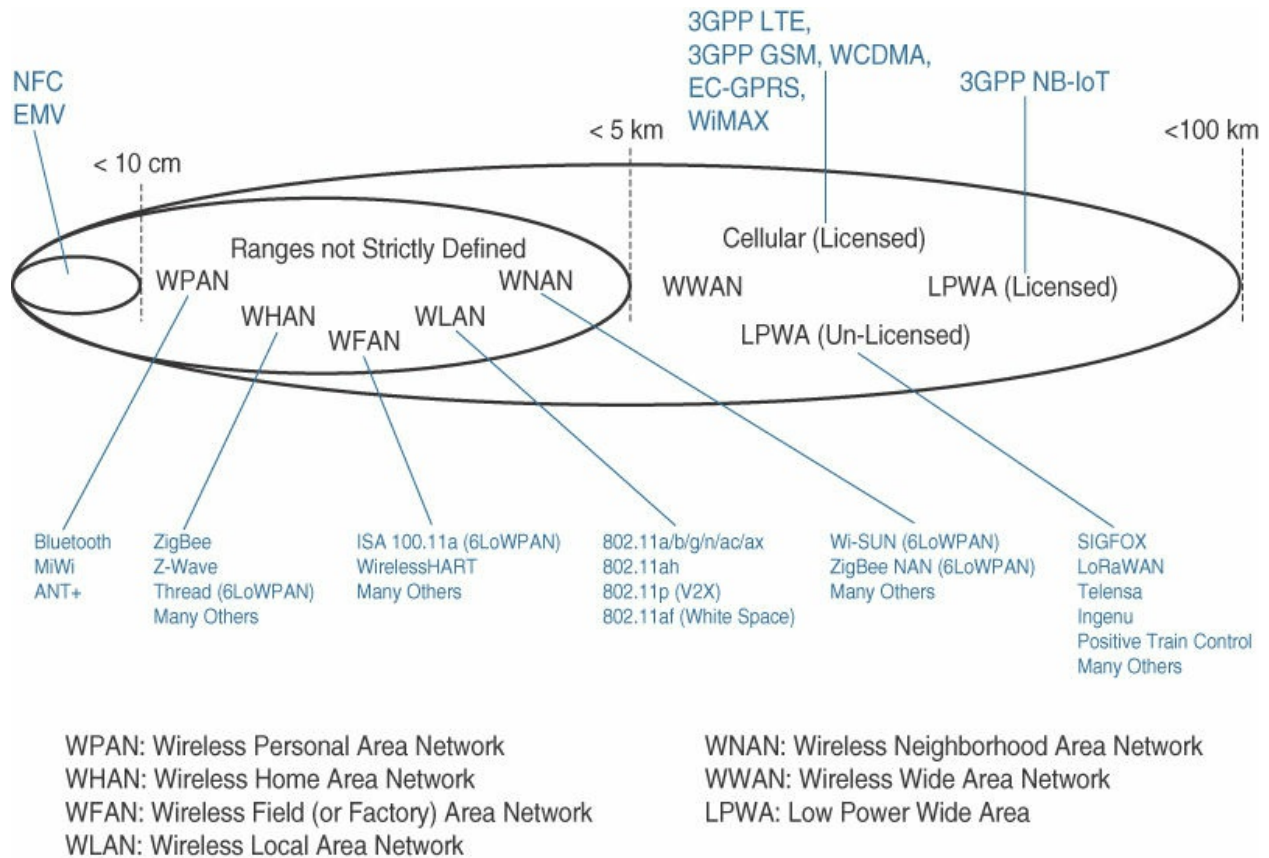 3GPP LTE,
3GPP GSM, WCDMA,
EC-GPRS,
WiMAX
NFC
EMV
3GPP NB-IoT
< 10 cm
< 5 km
<100 km
Ranges not Strictly Defined
Cellular (Licensed)
WPAN
WHAN
WFAN
WLAN
WNAN
WWAN
LPWA (Licensed)
LPWA (Un-Licensed)
Bluetooth
MiWi
ANT+
ZigBee
Z-Wave
Thread (6LoWPAN)
Many Others
ISA 100.11a (6LoWPAN)
WirelessHART
Many Others
802.11a/b/g/n/ac/ax
802.11ah
802.11p (V2X)
802.11af (White Space)
Wi-SUN (6LoWPAN)
ZigBee NAN (6LoWPAN)
Many Others
SIGFOX
LoRaWAN
Telensa
Ingenu
Positive Train Control
Many Others
WPAN: Wireless Personal Area Network
WHAN: Wireless Home Area Network
WFAN: Wireless Field (or Factory) Area Network
WLAN: Wireless Local Area Network
WNAN: Wireless Neighborhood Area Network
WWAN: Wireless Wide Area Network
LPWA: Low Power Wide Area